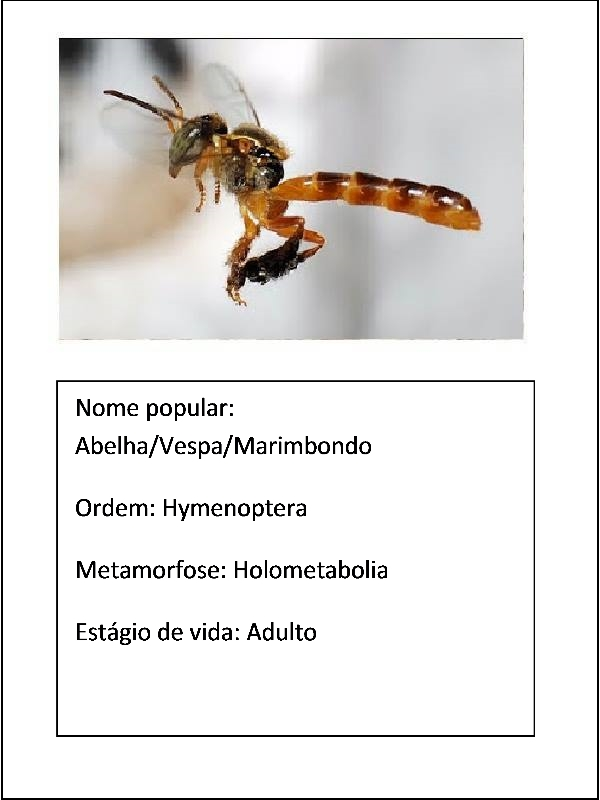 Nome popular:
Abelha/Vespa/Marimbondo
Ordem: Hymenoptera
Metamorfose: Holometabolia
Estágio de vida: Adulto